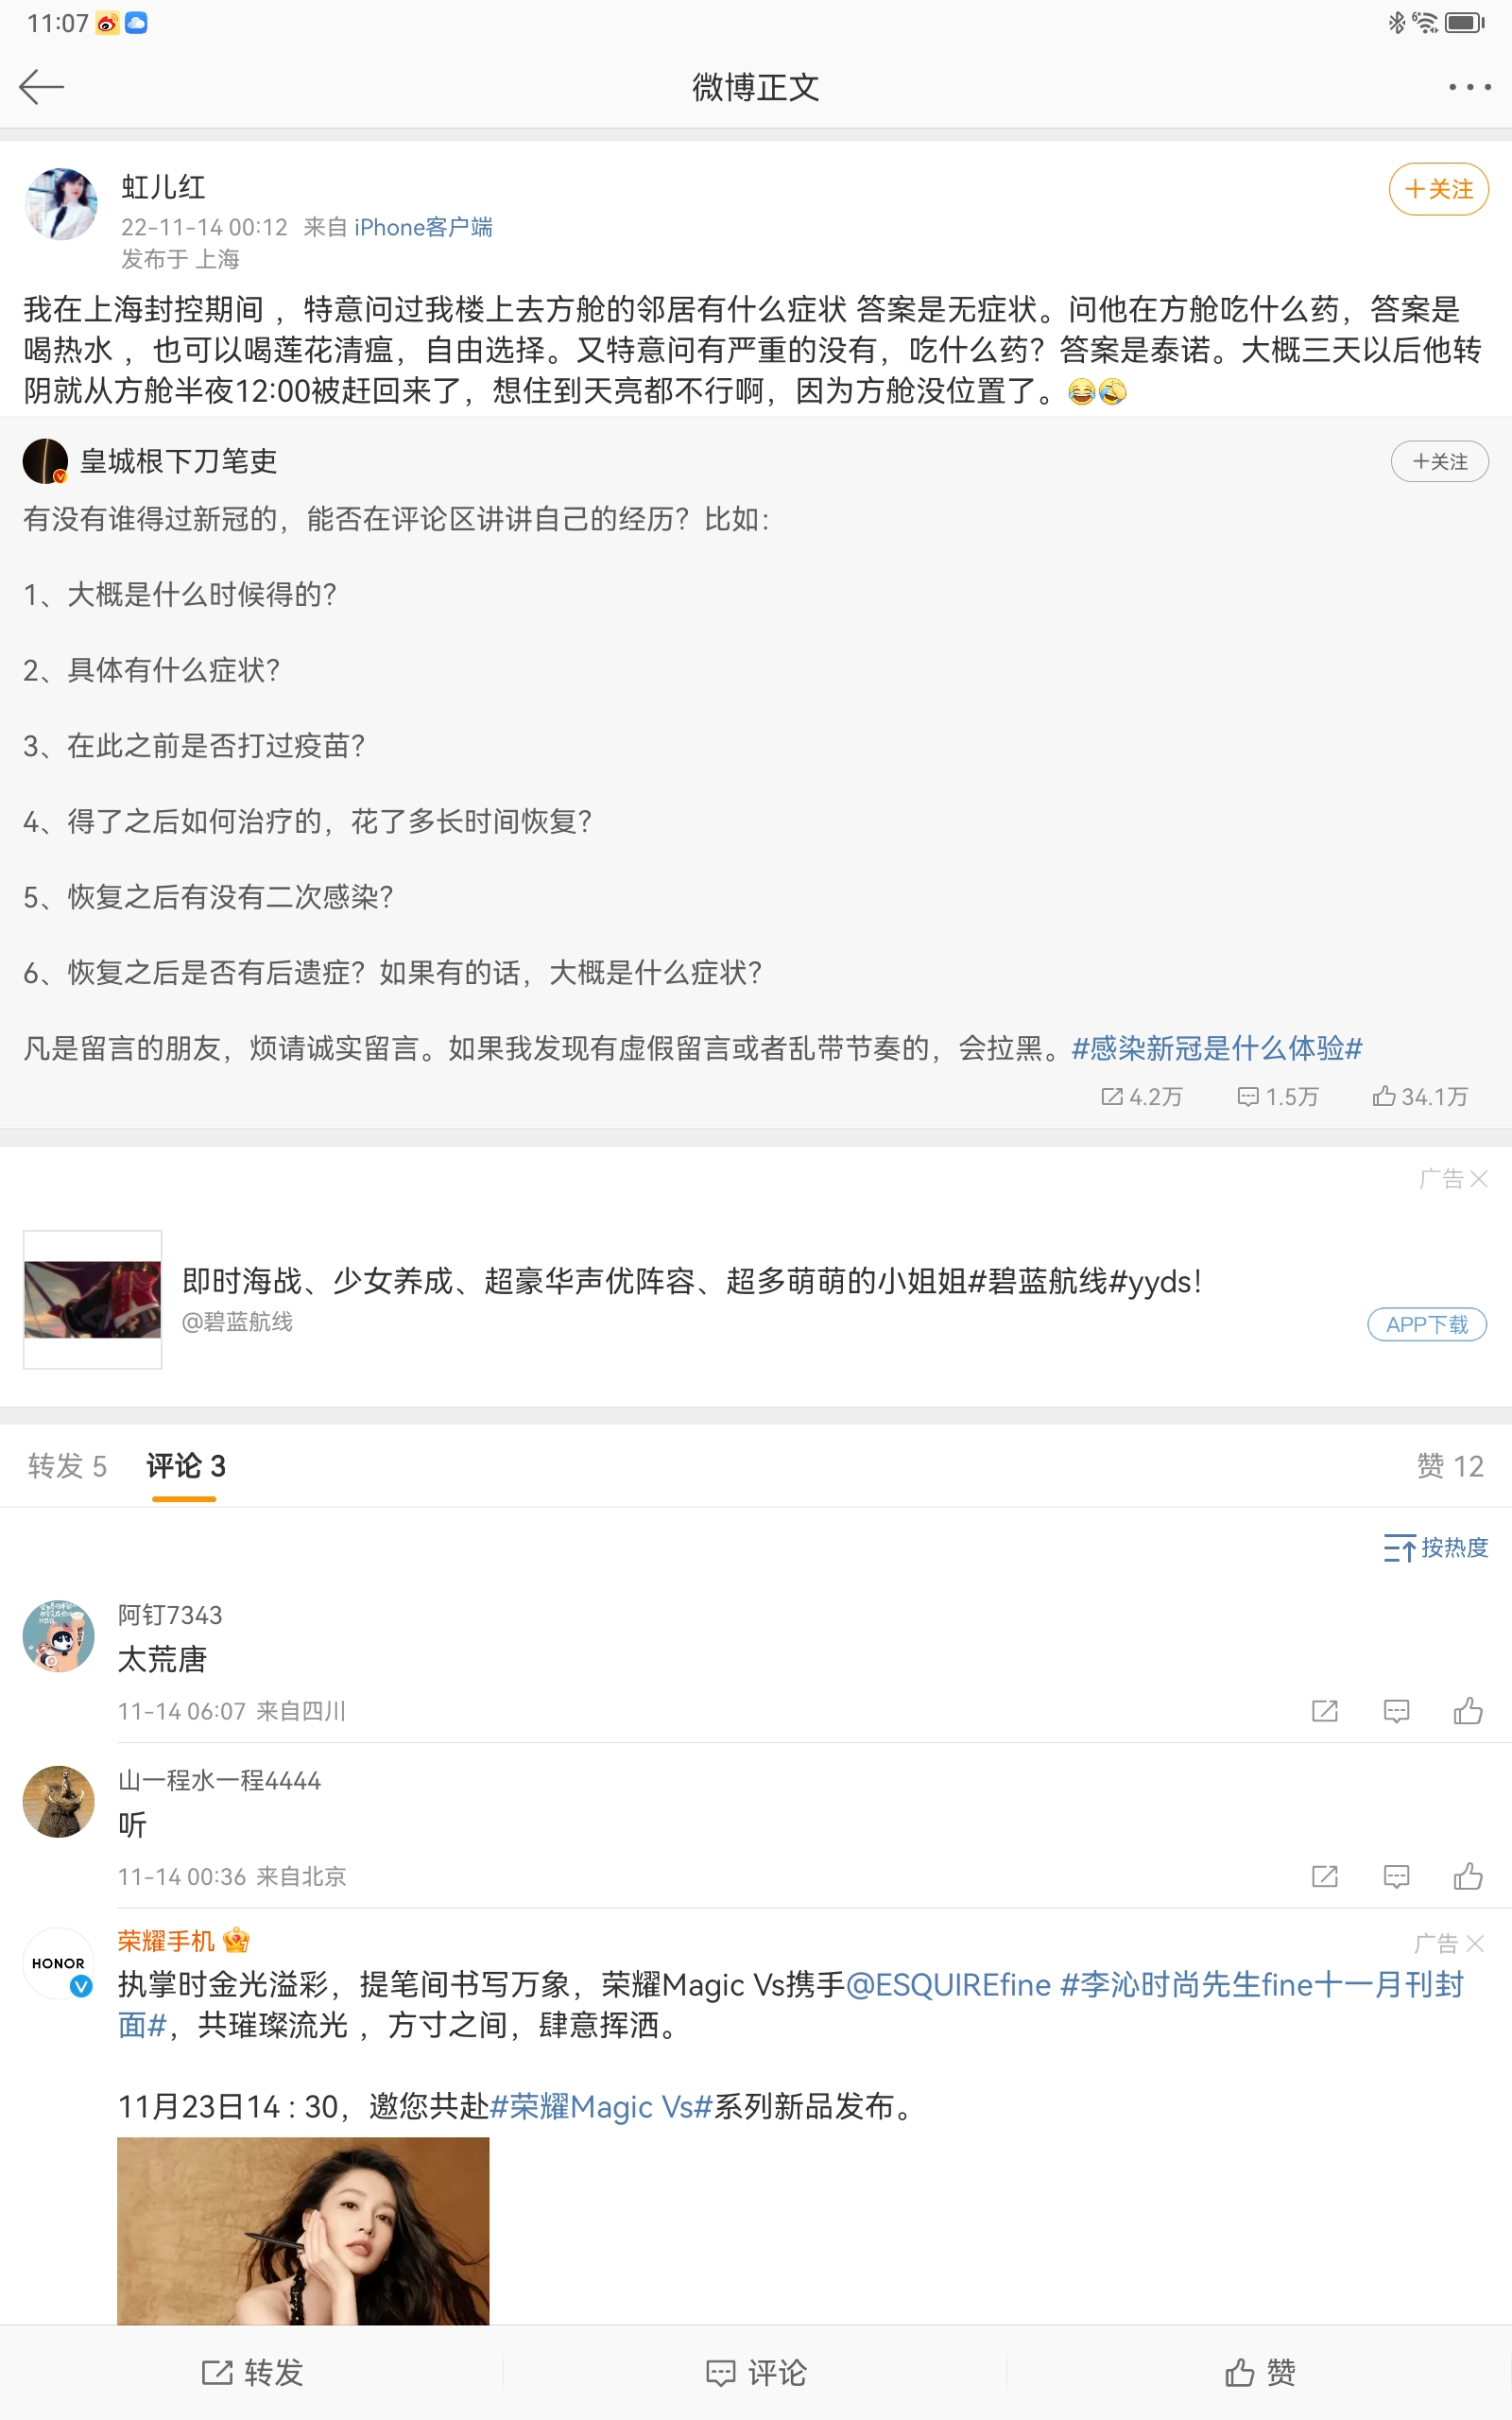 11:07
微博正文
虹儿红
+关注
22-11-14 00:12 来自 iPhone客户端
发布于 上海
我在上海封控期间 ，特意问过我楼上去方舱的邻居有什么症状 答案是无症状。问他在方舱吃什么药，答案是
喝热水 ，也可以喝莲花清瘟，自由选择。又特意问有严重的没有，吃什么药？答案是泰诺。大概三天以后他转
阴就从方舱半夜12:00被赶回来了，想住到天亮都不行啊，因为方舱没位置了。😂🤣
皇城根下刀笔吏
+关注
有没有谁得过新冠的，能否在评论区讲讲自己的经历？比如：
1、大概是什么时候得的？
2、具体有什么症状？
3、在此之前是否打过疫苗？
4、得了之后如何治疗的，花了多长时间恢复？
5、恢复之后有没有二次感染？
6、恢复之后是否有后遗症？如果有的话，大概是什么症状？
凡是留言的朋友，烦请诚实留言。如果我发现有虚假留言或者乱带节奏的，会拉黑。#感染新冠是什么体验#
4.2万 1.5万 34.1万
广告
即时海战、少女养成、超豪华声优阵容、超多萌萌的小姐姐#碧蓝航线#yyds！
@碧蓝航线
APP下载
转发 5 评论 3 赞 12
按热度
阿钉7343
太荒唐
11-14 06:07 来自四川
山一程水一程4444
听
11-14 00:36 来自北京
HONOR
荣耀手机
广告
执掌时金光溢彩，提笔间书写万象，荣耀Magic Vs携手@ESQUIREfine #李沁时尚先生fine十一月刊封
面#，共璀璨流光 ，方寸之间，肆意挥洒。
11月23日14 : 30，邀您共赴#荣耀Magic Vs#系列新品发布。
转发 评论 赞